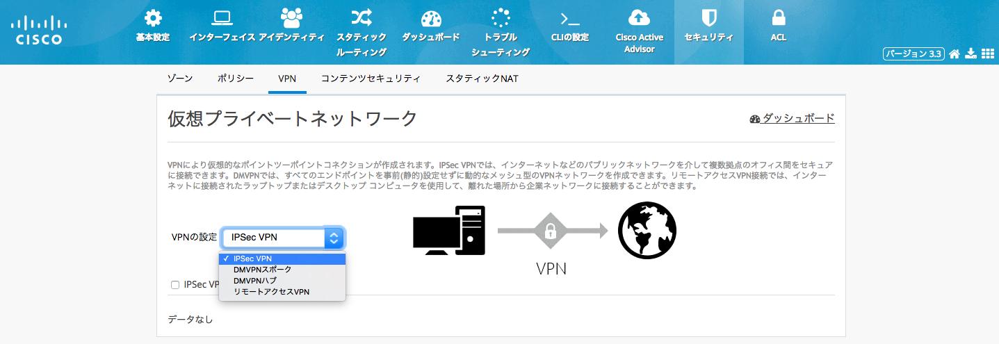 CISCO
基本設定
インターフェイス
アイデンティティ
スタティック
ルーティング
ダッシュボード
トラブル
シューティング
CLIの設定
Cisco Active
Advisor
セキュリティ
ACL
バージョン 3.3
ゾーン
ポリシー
VPN
コンテンツセキュリティ
スタティックNAT
仮想プライベートネットワーク
ダッシュボード
VPNにより仮想的なポイントツーポイントコネクションが作成されます。IPSec VPNでは、インターネットなどのパブリックネットワークを介して複数拠点のオフィス間をセキュア
に接続できます。DMVPNでは、すべてのエンドポイントを事前(静的)設定せずに動的なメッシュ型のVPNネットワークを作成できます。リモートアクセスVPN接続では、インター
ネットに接続されたラップトップまたはデスクトップ コンピュータを使用して、離れた場所から企業ネットワークに接続することができます。
VPNの設定
IPSec VPN
✓ IPSec VPN
DMVPNスポーク
DMVPNハブ
リモートアクセスVPN
IPSec VP
VPN
データなし